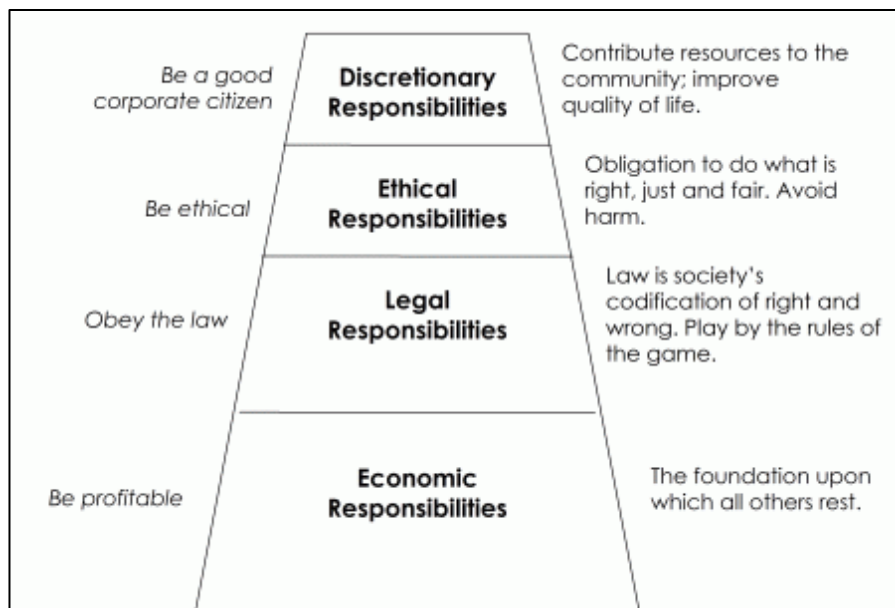 Be a good
corporate citizen
Discretionary
Responsibilities
Contribute resources to the
community; improve
quality of life.
Be ethical
Ethical
Responsibilities
Obligation to do what is
right, just and fair. Avoid
harm.
Obey the law
Legal
Responsibilities
Law is society's
codification of right and
wrong. Play by the rules of
the game.
Be profitable
Economic
Responsibilities
The foundation upon
which all others rest.